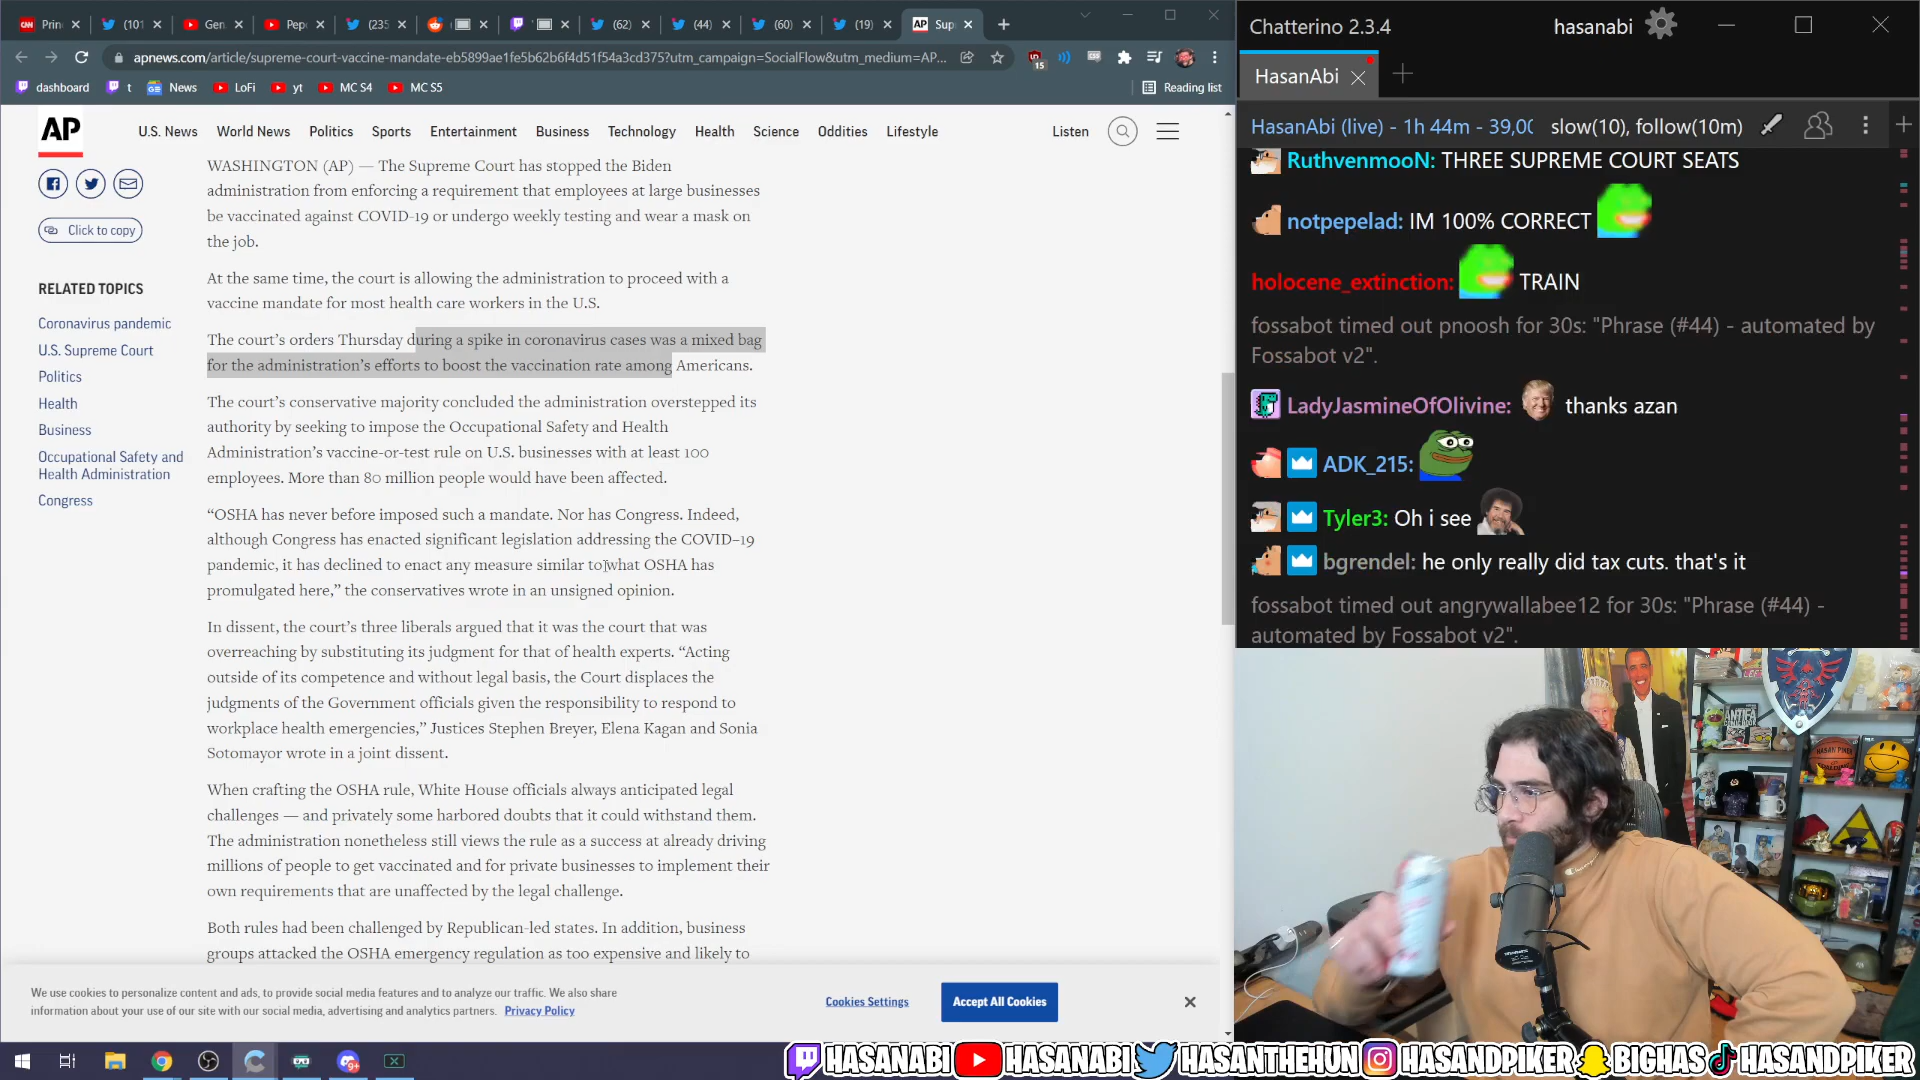 Prin
(101
Gen
Pep
(235
(62)
(44)
(60)
(19)
Sup
apnews.com/article/supreme-court-vaccine-mandate-eb5899ae1fe5b62b6f4d51f54a3cd375?utm_campaign=SocialFlow&utm_medium=AP...
15
dashboard
t
News
LoFi
yt
MC S4
MC S5
Reading list
AP
U.S. News
World News
Politics
Sports
Entertainment
Business
Technology
Health
Science
Oddities
Lifestyle
Listen
Click to copy
RELATED TOPICS
Coronavirus pandemic
U.S. Supreme Court
Politics
Health
Business
Occupational Safety and
Health Administration
Congress
WASHINGTON (AP) — The Supreme Court has stopped the Biden
administration from enforcing a requirement that employees at large businesses
be vaccinated against COVID-19 or undergo weekly testing and wear a mask on
the job.
At the same time, the court is allowing the administration to proceed with a
vaccine mandate for most health care workers in the U.S.
The court’s orders Thursday during a spike in coronavirus cases was a mixed bag
for the administration’s efforts to boost the vaccination rate among Americans.
The court’s conservative majority concluded the administration overstepped its
authority by seeking to impose the Occupational Safety and Health
Administration’s vaccine-or-test rule on U.S. businesses with at least 100
employees. More than 80 million people would have been affected.
“OSHA has never before imposed such a mandate. Nor has Congress. Indeed,
although Congress has enacted significant legislation addressing the COVID–19
pandemic, it has declined to enact any measure similar to what OSHA has
promulgated here,” the conservatives wrote in an unsigned opinion.
In dissent, the court’s three liberals argued that it was the court that was
overreaching by substituting its judgment for that of health experts. “Acting
outside of its competence and without legal basis, the Court displaces the
judgments of the Government officials given the responsibility to respond to
workplace health emergencies,” Justices Stephen Breyer, Elena Kagan and Sonia
Sotomayor wrote in a joint dissent.
When crafting the OSHA rule, White House officials always anticipated legal
challenges — and privately some harbored doubts that it could withstand them.
The administration nonetheless still views the rule as a success at already driving
millions of people to get vaccinated and for private businesses to implement their
own requirements that are unaffected by the legal challenge.
Both rules had been challenged by Republican-led states. In addition, business
groups attacked the OSHA emergency regulation as too expensive and likely to
We use cookies to personalize content and ads, to provide social media features and to analyze our traffic. We also share
information about your use of our site with our social media, advertising and analytics partners. Privacy Policy
Cookies Settings
Accept All Cookies
Chatterino 2.3.4
hasanabi
HasanAbi
HasanAbi (live) - 1h 44m - 39,00
slow(10), follow(10m)
RuthvenmooN: THREE SUPREME COURT SEATS
notpepelad: IM 100% CORRECT
holocene_extinction: TRAIN
fossabot timed out pnoosh for 30s: "Phrase (#44) - automated by
Fossabot v2".
LadyJasmineOfOlivine: thanks azan
ADK_215:
Tyler3: Oh i see
bgrendel: he only really did tax cuts. that's it
fossabot timed out angrywallabee12 for 30s: "Phrase (#44) -
automated by Fossabot v2".
ANTIFA
HASAN PIKER
SPALDING
HASANABI
HASANABI
HASANTHEHUN
HASANDPIKER
BIGHAS
HASANDPIKER